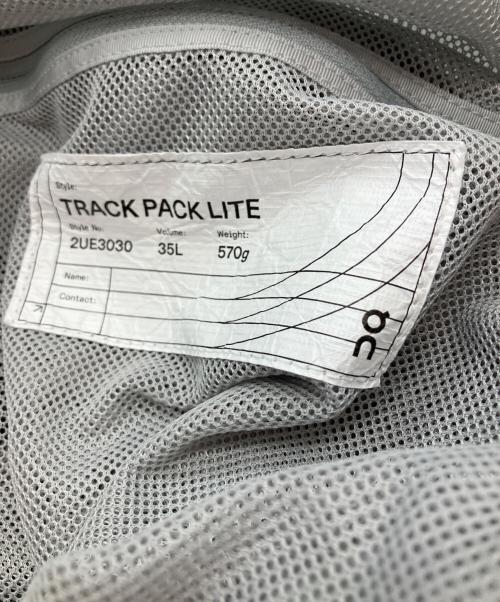 Style:
TRACK PACK LITE
Style No: Volume: Weight:
2UE3030 35L 570g
Name:
Contact:
On